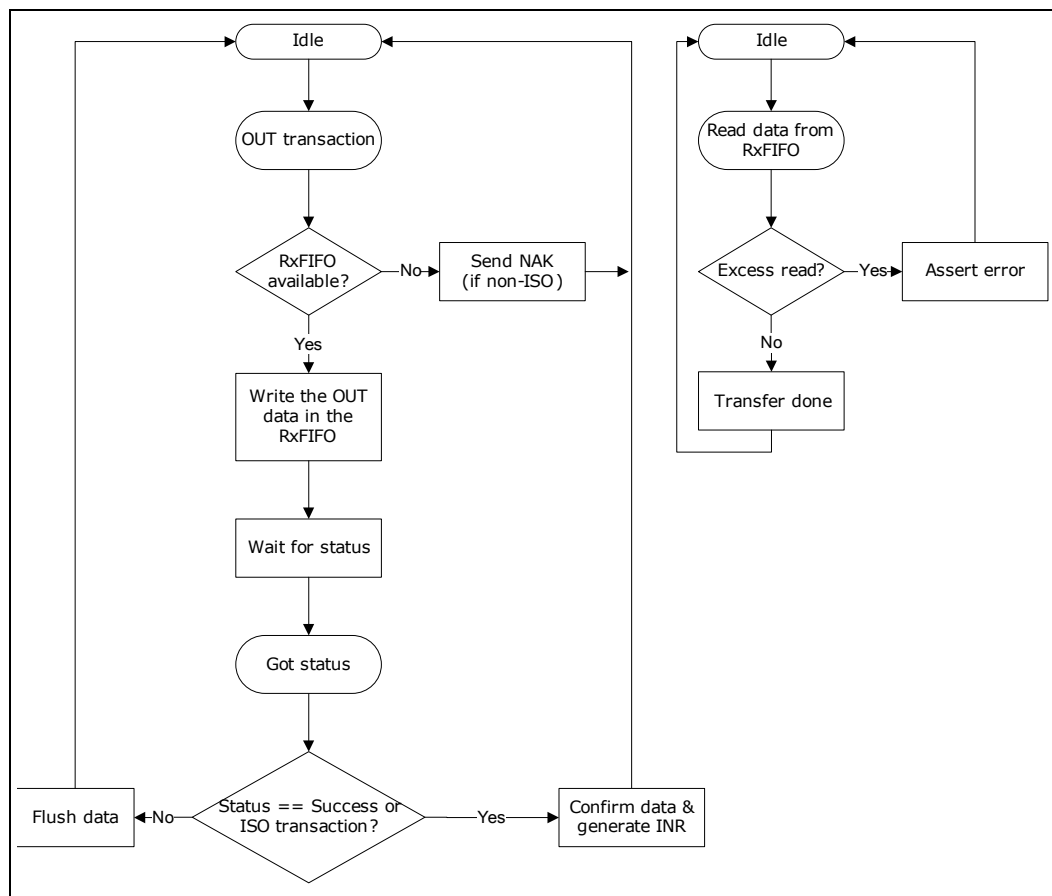 Idle
OUT transaction
RxFIFO
available?
No
Send NAK
(if non-ISO)
Yes
Write the OUT
data in the
RxFIFO
Wait for status
Got status
Status == Success or
ISO transaction?
No
Flush data
Yes
Confirm data &
generate INR
Idle
Read data from
RxFIFO
Excess read?
Yes
Assert error
No
Transfer done